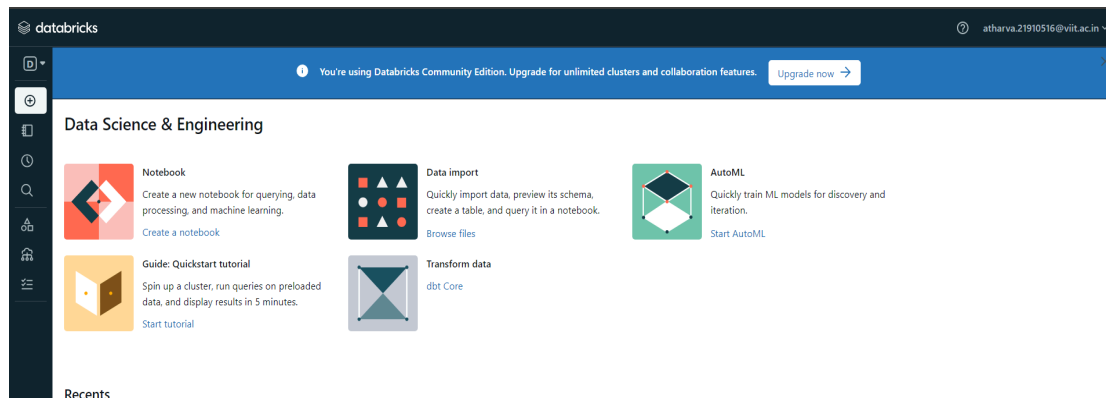 databricks
atharva.21910516@viit.ac.in
D
You're using Databricks Community Edition. Upgrade for unlimited clusters and collaboration features.
Upgrade now
Data Science & Engineering
Notebook
Create a new notebook for querying, data
processing, and machine learning.
Create a notebook
Data import
Quickly import data, preview its schema,
create a table, and query it in a notebook.
Browse files
AutoML
Quickly train ML models for discovery and
iteration.
Start AutoML
Guide: Quickstart tutorial
Spin up a cluster, run queries on preloaded
data, and display results in 5 minutes.
Start tutorial
Transform data
dbt Core
Recents